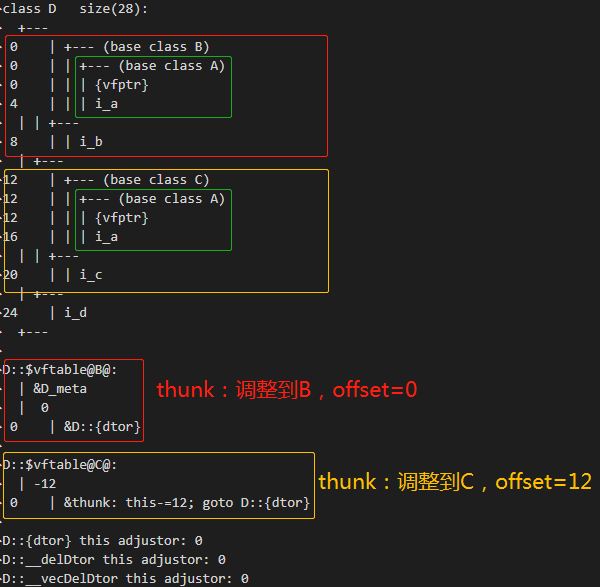 class D   size(28):
  +---
 0    | +--- (base class B)
 0    | | +--- (base class A)
 0    | | | {vfptr}
 4    | | | i_a
  | | +---
 8    | | i_b
  | +---
12    | +--- (base class C)
12    | | +--- (base class A)
12    | | | {vfptr}
16    | | | i_a
  | | +---
20    | | i_c
  | +---
24    | i_d
  +---
D::$vftable@B@:
  | &D_meta
  |  0
 0    | &D::{dtor}
thunk：调整到B，offset=0
D::$vftable@C@:
  | -12
 0    | &thunk: this-=12; goto D::{dtor}
thunk：调整到C，offset=12
D::{dtor} this adjustor: 0
D::__delDtor this adjustor: 0
D::__vecDelDtor this adjustor: 0